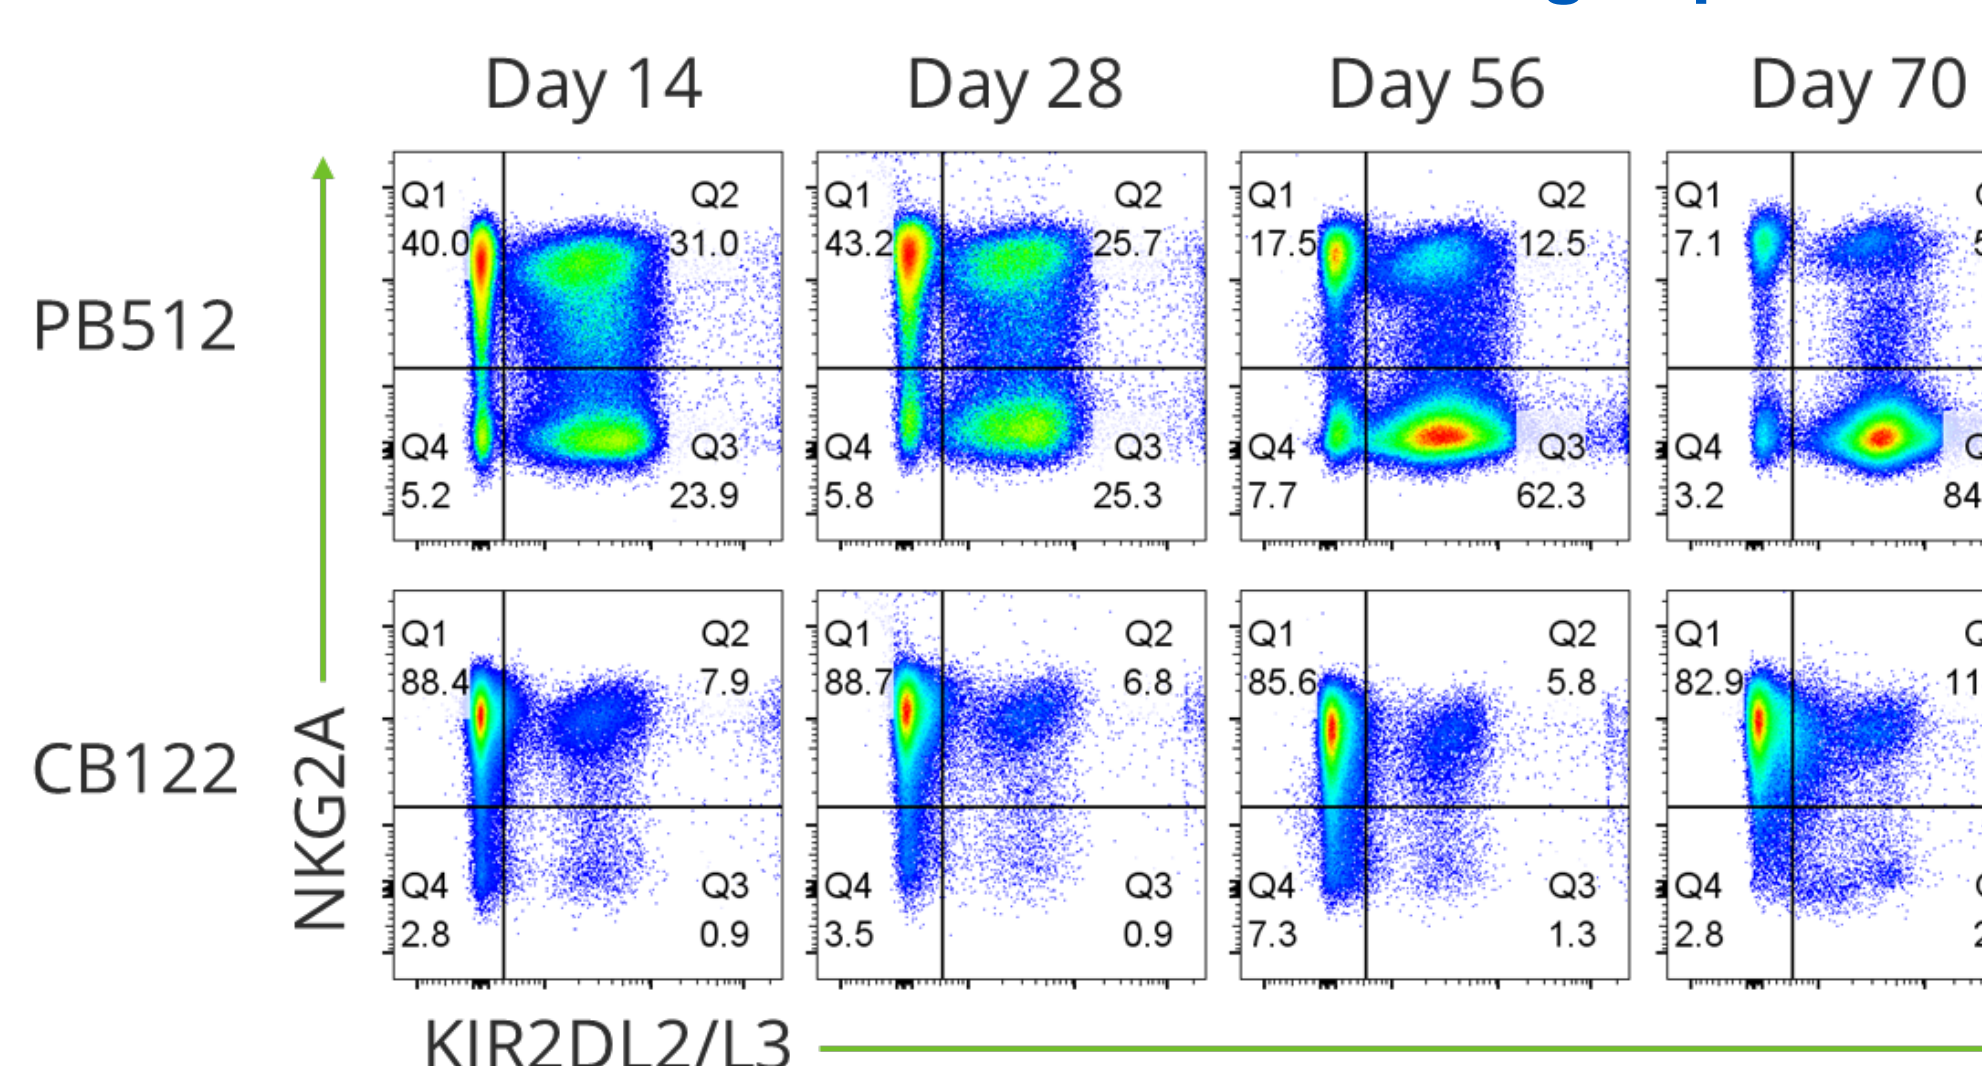 Day 14 Day 28 Day 56 Day 70
PB512
Q1 Q2 Q1 Q2 Q1 Q2 Q1
40.0 31.0 43.2 25.7 17.5 12.5 7.1
Q4 Q3 Q4 Q3 Q4 Q3 Q4
5.2 23.9 5.8 25.3 7.7 62.3 3.2 84
CB122
NKG2A
Q1 Q2 Q1 Q2 Q1 Q2 Q1
88.4 7.9 88.7 6.8 85.6 5.8 82.9 11
Q4 Q3 Q4 Q3 Q4 Q3 Q4
2.8 0.9 3.5 0.9 7.3 1.3 2.8
KIR2DL2/L3